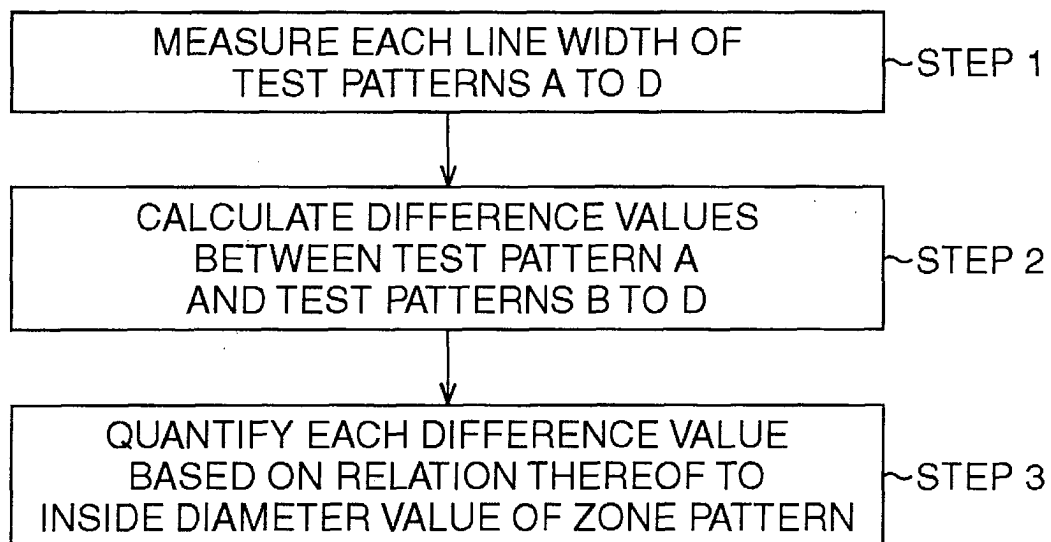 MEASURE EACH LINE WIDTH OF
TEST PATTERNS A TO D
~STEP 1
CALCULATE DIFFERENCE VALUES
BETWEEN TEST PATTERN A
AND TEST PATTERNS B TO D
~STEP 2
QUANTIFY EACH DIFFERENCE VALUE
BASED ON RELATION THEREOF TO
INSIDE DIAMETER VALUE OF ZONE PATTERN
~STEP 3